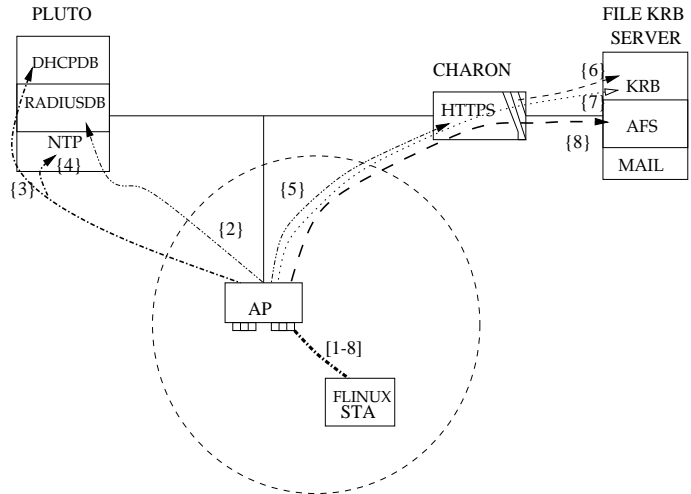 PLUTO
DHCPDB
RADIUSDB
NTP
{4}
{3}
{2}
{5}
CHARON
HTTPS
FILE KRB
SERVER
{6}
{7}
KRB
AFS
{8}
MAIL
AP
[1-8]
FLINUX
STA